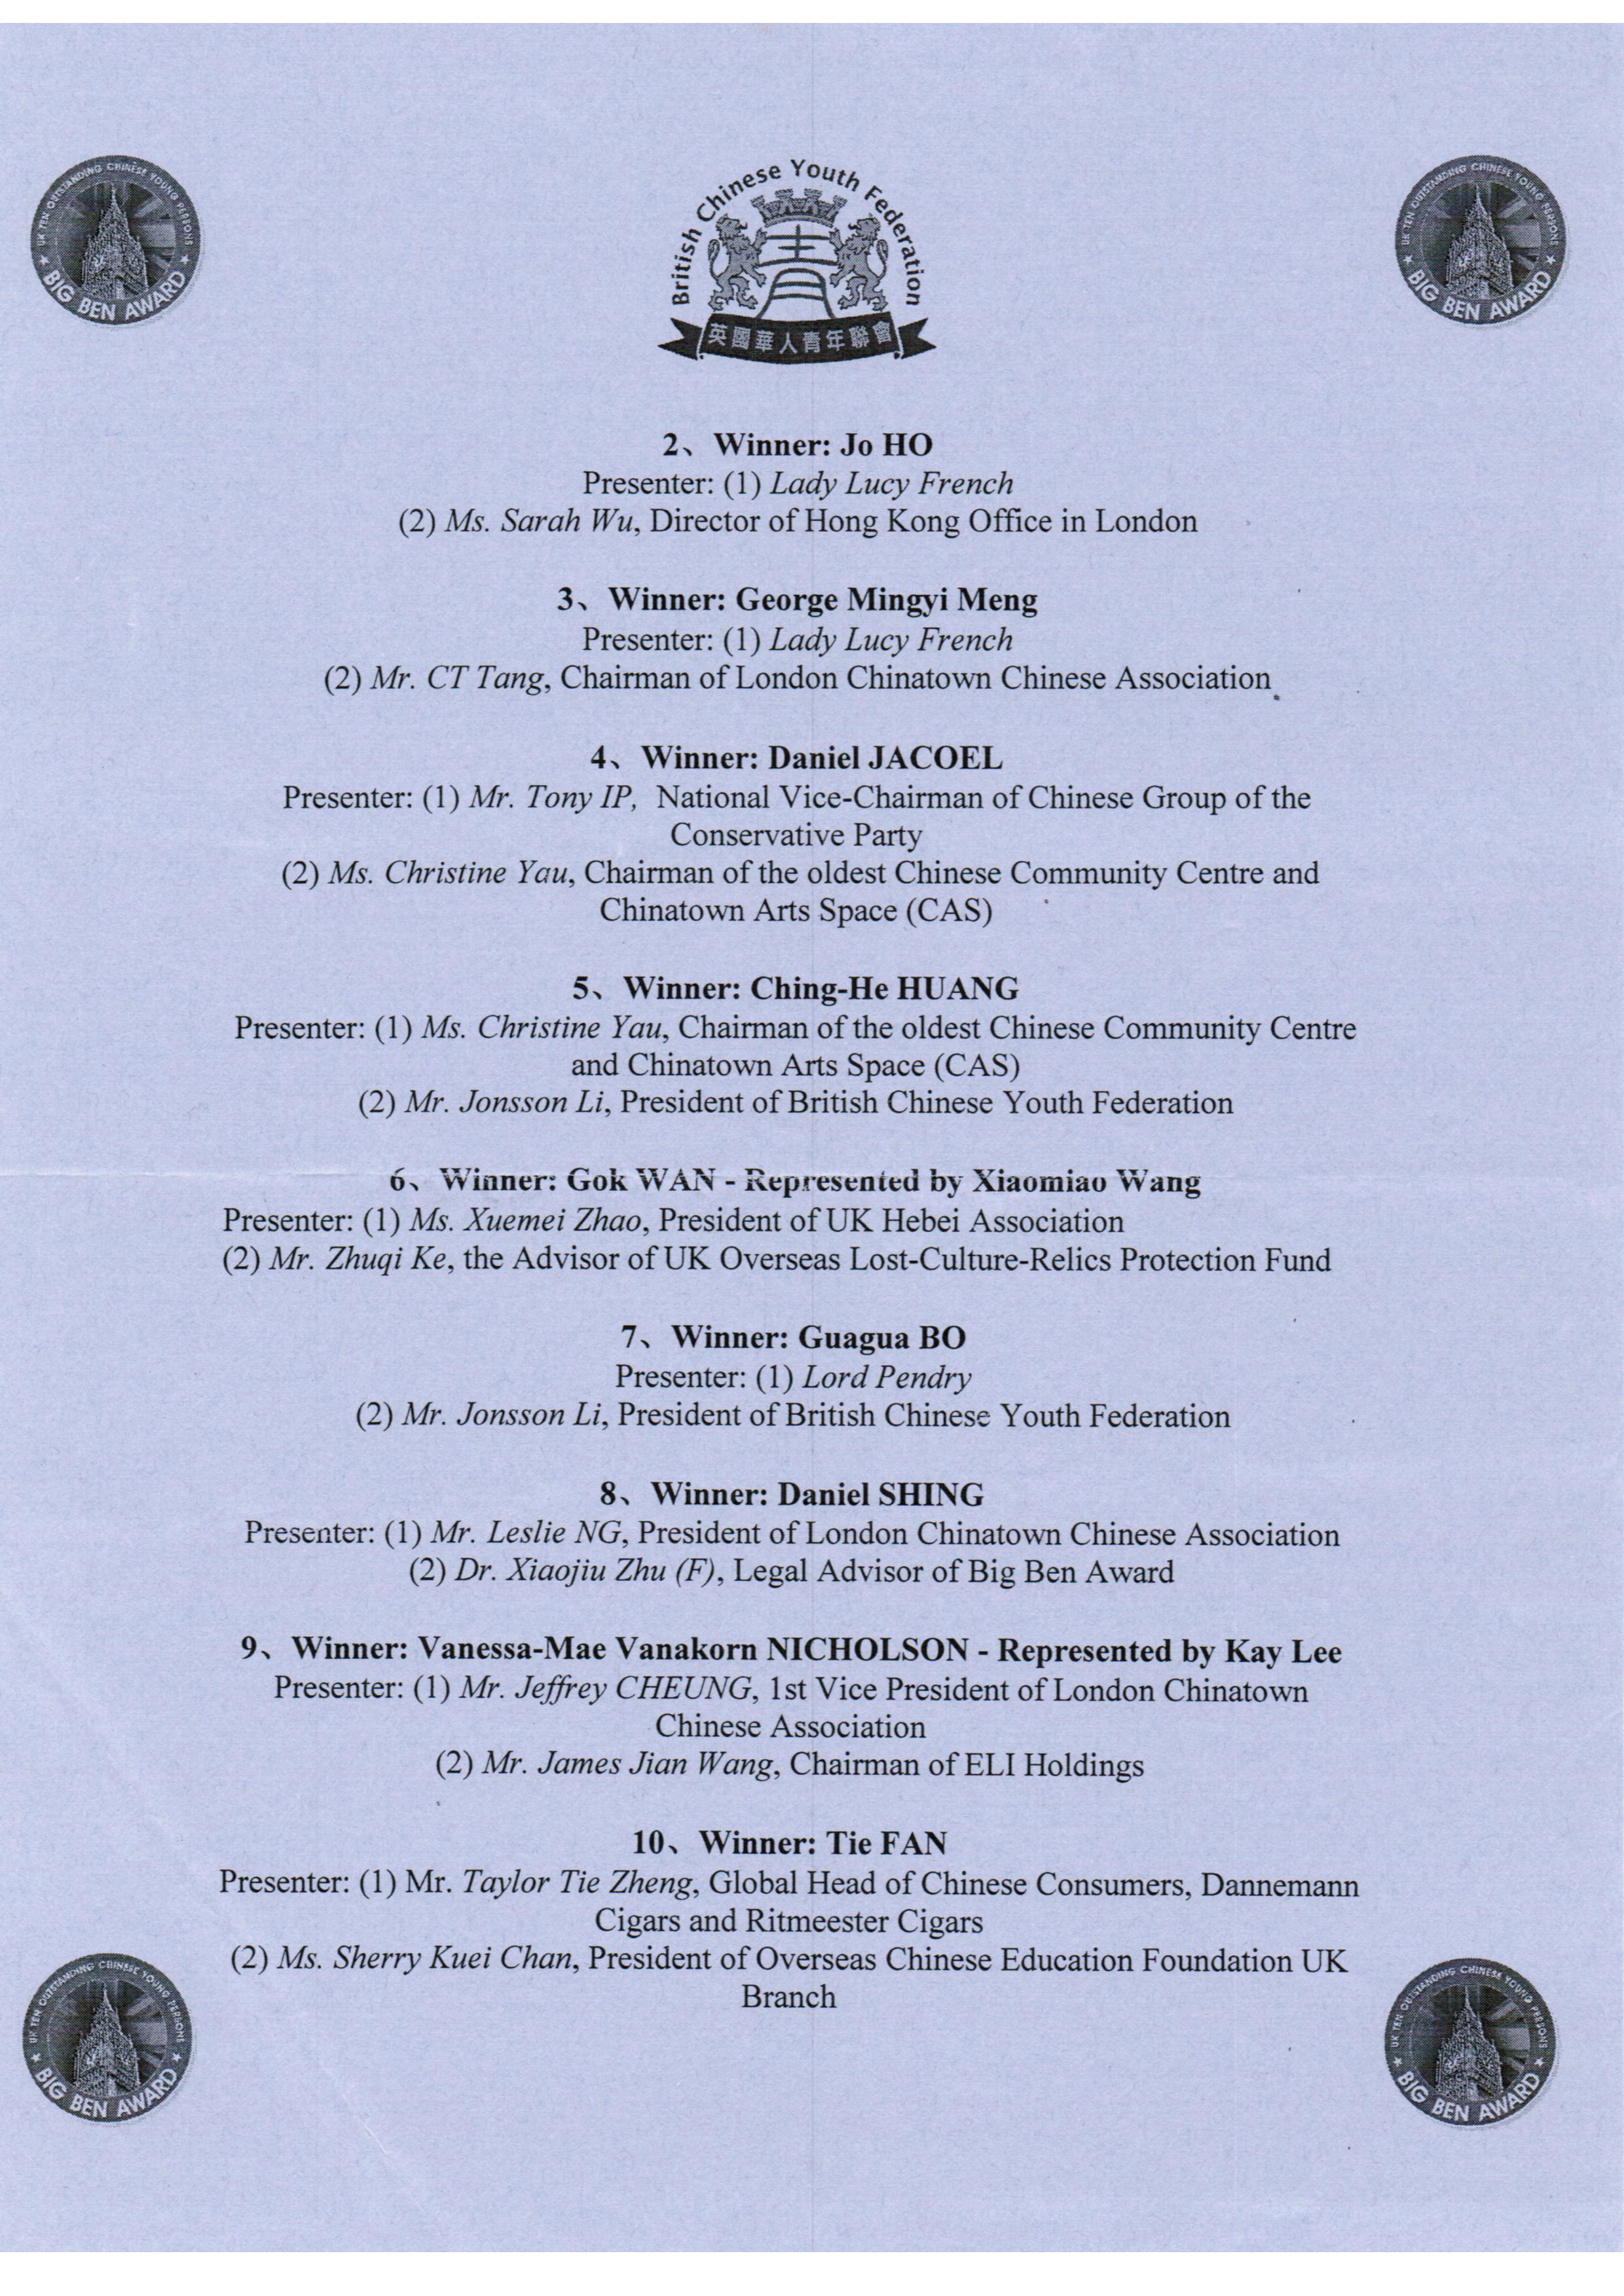 UK TEN OUTSTANDING CHINESE YOUNG PERSONS
★ BIG BEN AWARD ★
British Chinese Youth Federation
英國華人青年聯會
UK TEN OUTSTANDING CHINESE YOUNG PERSONS
★ BIG BEN AWARD ★
2、Winner: Jo HO
Presenter: (1) Lady Lucy French
(2) Ms. Sarah Wu, Director of Hong Kong Office in London
3、Winner: George Mingyi Meng
Presenter: (1) Lady Lucy French
(2) Mr. CT Tang, Chairman of London Chinatown Chinese Association
4、Winner: Daniel JACOEL
Presenter: (1) Mr. Tony IP, National Vice-Chairman of Chinese Group of the
Conservative Party
(2) Ms. Christine Yau, Chairman of the oldest Chinese Community Centre and
Chinatown Arts Space (CAS)
5、Winner: Ching-He HUANG
Presenter: (1) Ms. Christine Yau, Chairman of the oldest Chinese Community Centre
and Chinatown Arts Space (CAS)
(2) Mr. Jonsson Li, President of British Chinese Youth Federation
6、Winner: Gok WAN - Represented by Xiaomiao Wang
Presenter: (1) Ms. Xuemei Zhao, President of UK Hebei Association
(2) Mr. Zhuqi Ke, the Advisor of UK Overseas Lost-Culture-Relics Protection Fund
7、Winner: Guagua BO
Presenter: (1) Lord Pendry
(2) Mr. Jonsson Li, President of British Chinese Youth Federation
8、Winner: Daniel SHING
Presenter: (1) Mr. Leslie NG, President of London Chinatown Chinese Association
(2) Dr. Xiaojiu Zhu (F), Legal Advisor of Big Ben Award
9、Winner: Vanessa-Mae Vanakorn NICHOLSON - Represented by Kay Lee
Presenter: (1) Mr. Jeffrey CHEUNG, 1st Vice President of London Chinatown
Chinese Association
(2) Mr. James Jian Wang, Chairman of ELI Holdings
10、Winner: Tie FAN
Presenter: (1) Mr. Taylor Tie Zheng, Global Head of Chinese Consumers, Dannemann
Cigars and Ritmeester Cigars
(2) Ms. Sherry Kuei Chan, President of Overseas Chinese Education Foundation UK
Branch
UK TEN OUTSTANDING CHINESE YOUNG PERSONS
★ BIG BEN AWARD ★
UK TEN OUTSTANDING CHINESE YOUNG PERSONS
★ BIG BEN AWARD ★